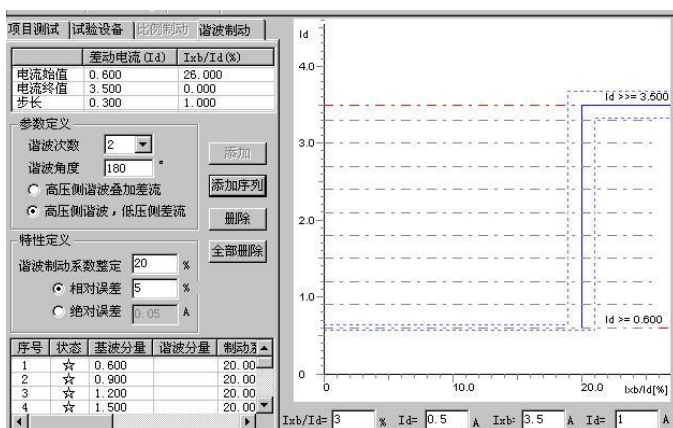 项目测试 试验设备 比例制动 谐波制动
差动电流(Id) Ixb/Id(%)
电流始值 0.600 26.000
电流终值 3.500 0.000
步长 0.300 1.000
参数定义
谐波次数 2
谐波角度 180 °
高压侧谐波叠加差流
高压侧谐波,低压侧差流
添加
添加序列
删除
全部删除
特性定义
谐波制动系数整定 20 %
相对误差 5 %
绝对误差 0.05 A
序号 状态 基波分量 谐波分量 制动系
1 ☆ 0.600 20.00
2 ☆ 0.900 20.00
3 ☆ 1.200 20.00
4 ☆ 1.500 20.00
Id
4.0
Id >>= 3.500
3.0
2.0
1.0
Id >= 0.600
0
0 10.0 20.0 Ixb/Id[%]
Ixb/Id= 3 % Id= 0.5 A Ixb: 3.5 A Id= 1 A